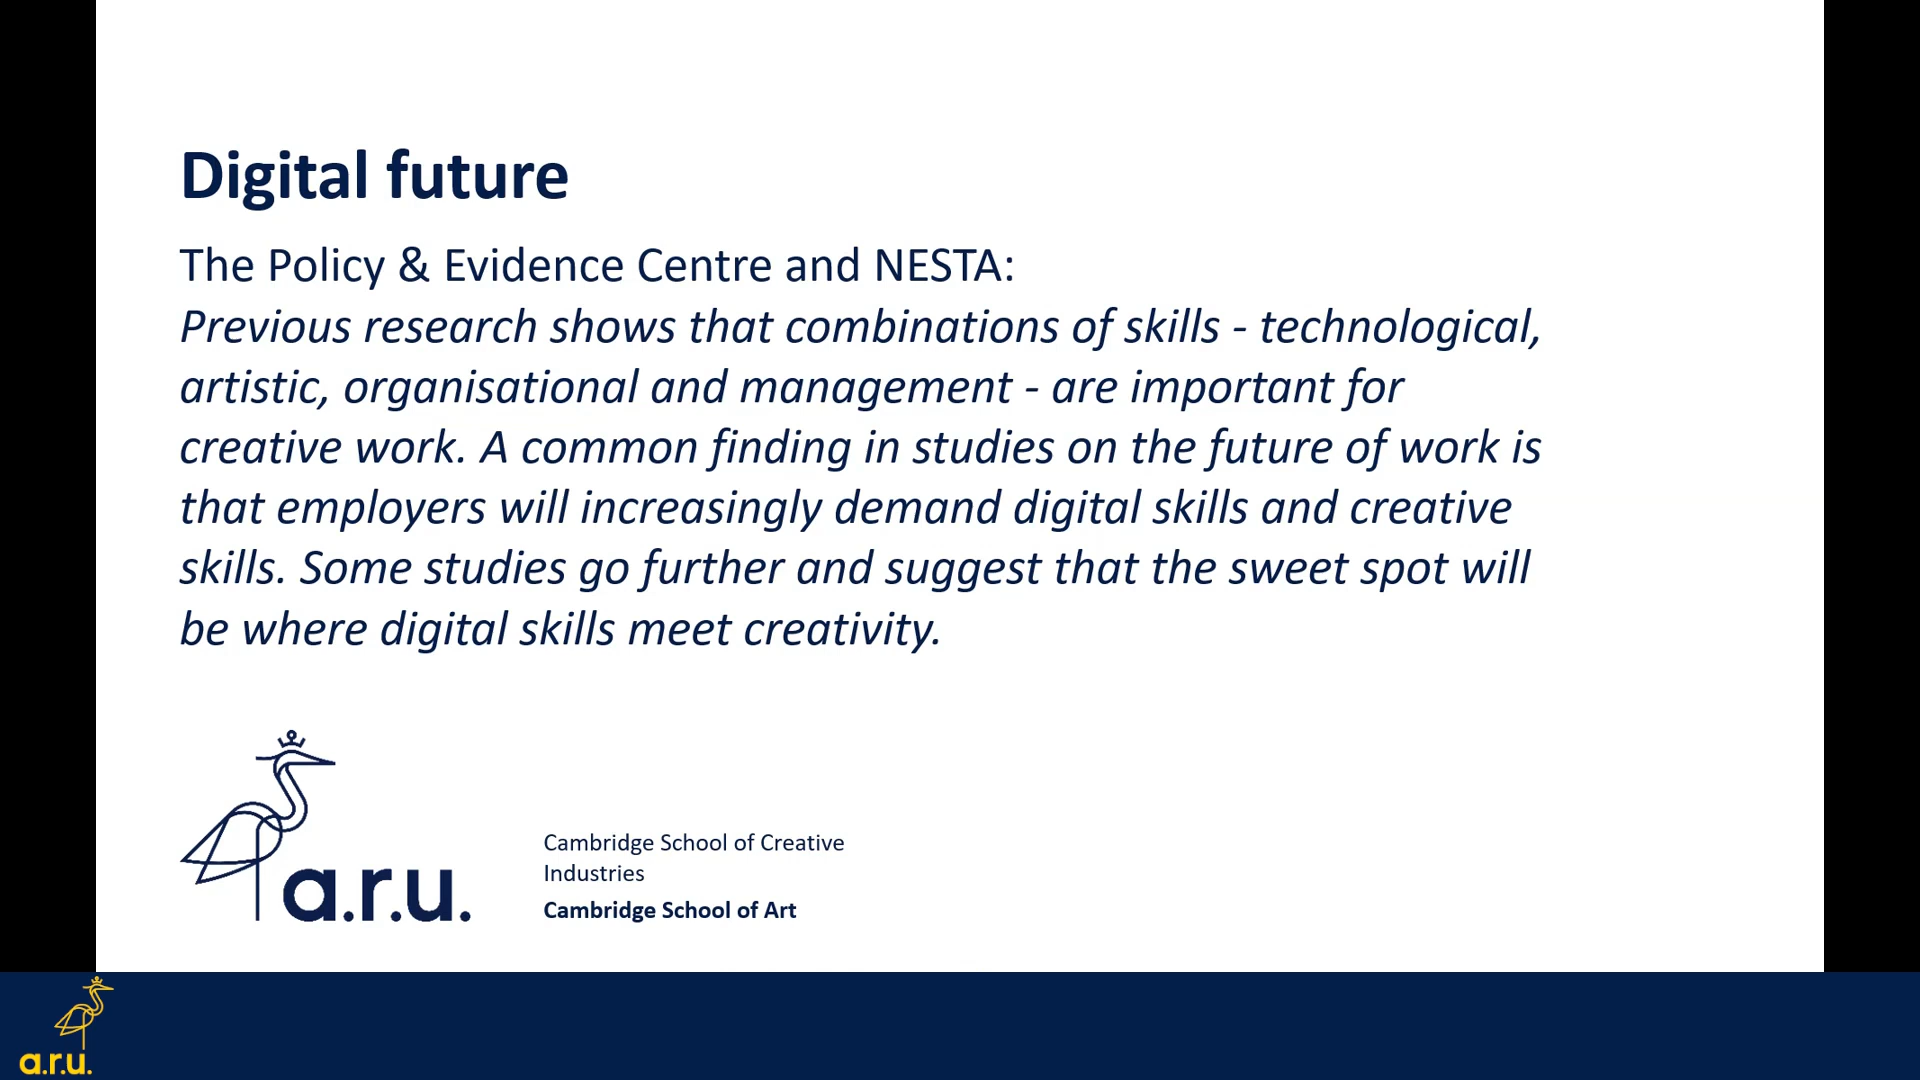 Digital future
The Policy & Evidence Centre and NESTA:
Previous research shows that combinations of skills - technological,
artistic, organisational and management - are important for
creative work. A common finding in studies on the future of work is
that employers will increasingly demand digital skills and creative
skills. Some studies go further and suggest that the sweet spot will
be where digital skills meet creativity.
a.r.u.
Cambridge School of Creative
Industries
Cambridge School of Art
a.r.u.